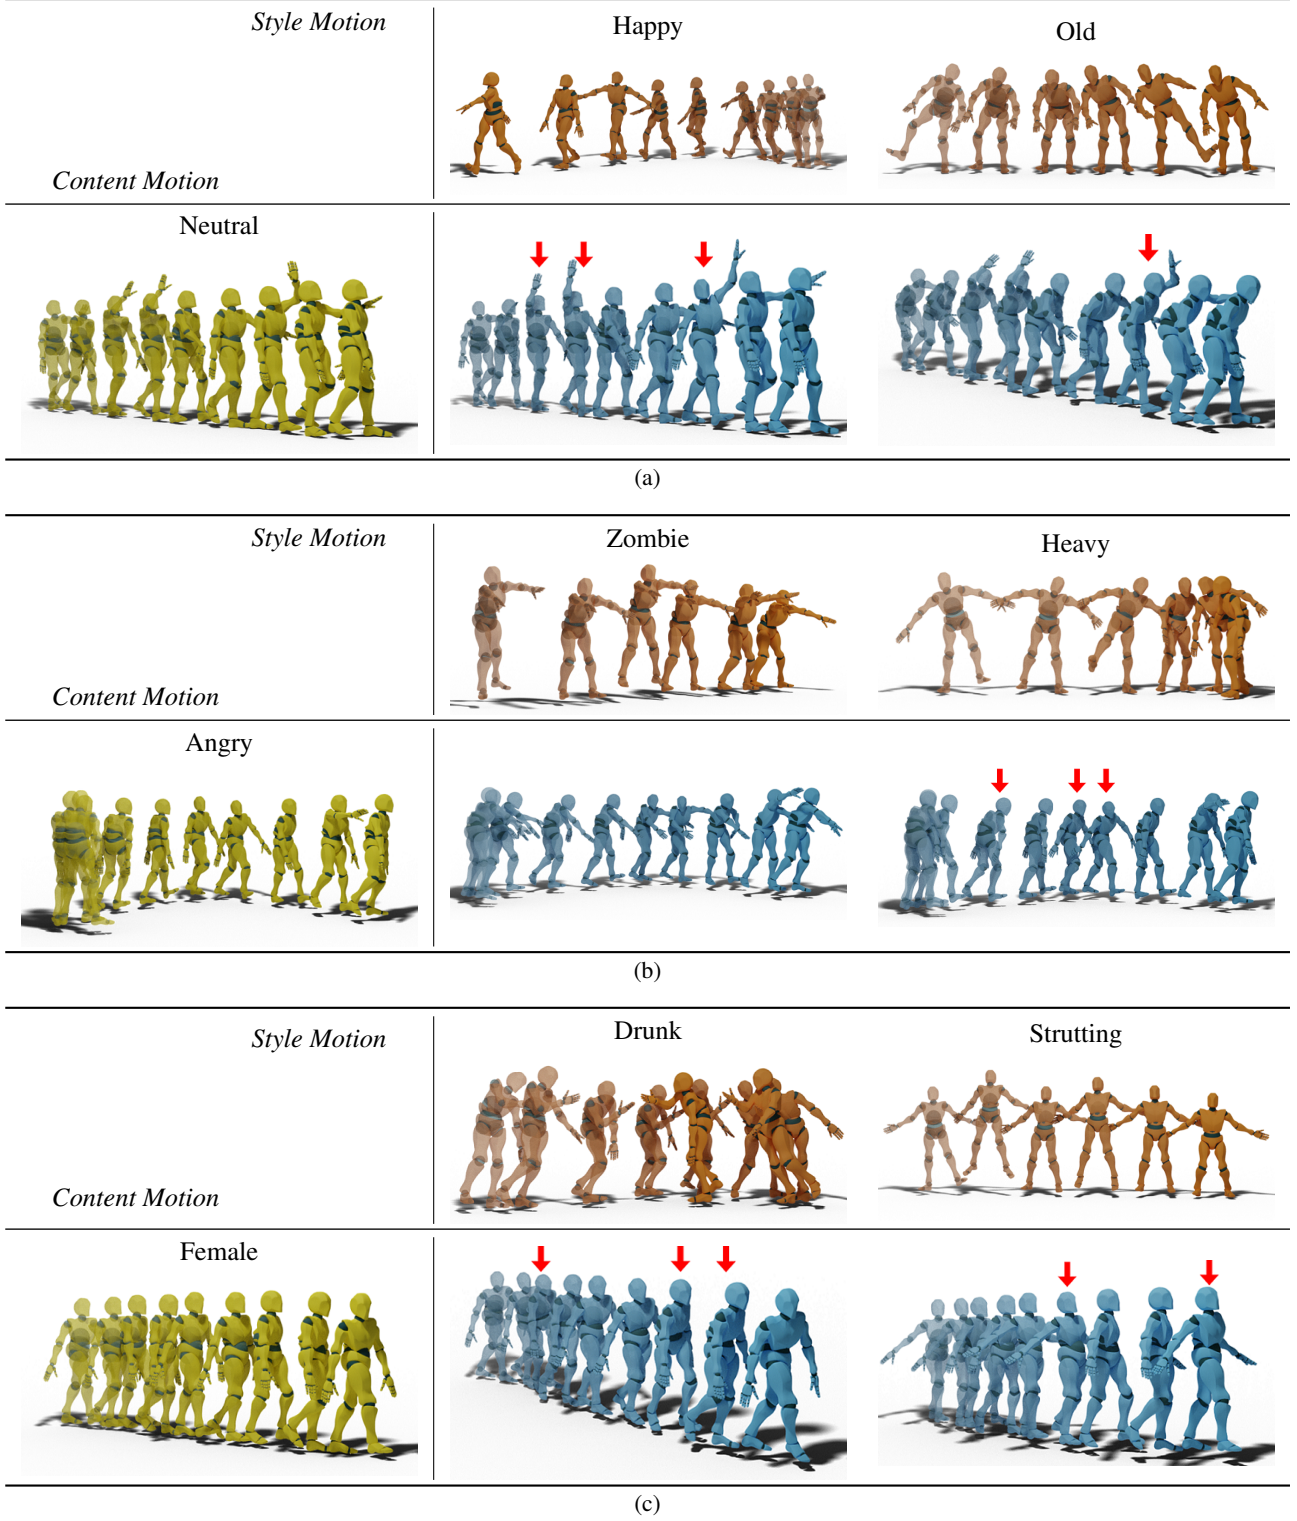 Style Motion
Happy
Old
Content Motion
Neutral
(a)
Style Motion
Zombie
Heavy
Content Motion
Angry
(b)
Style Motion
Drunk
Strutting
Content Motion
Female
(c)